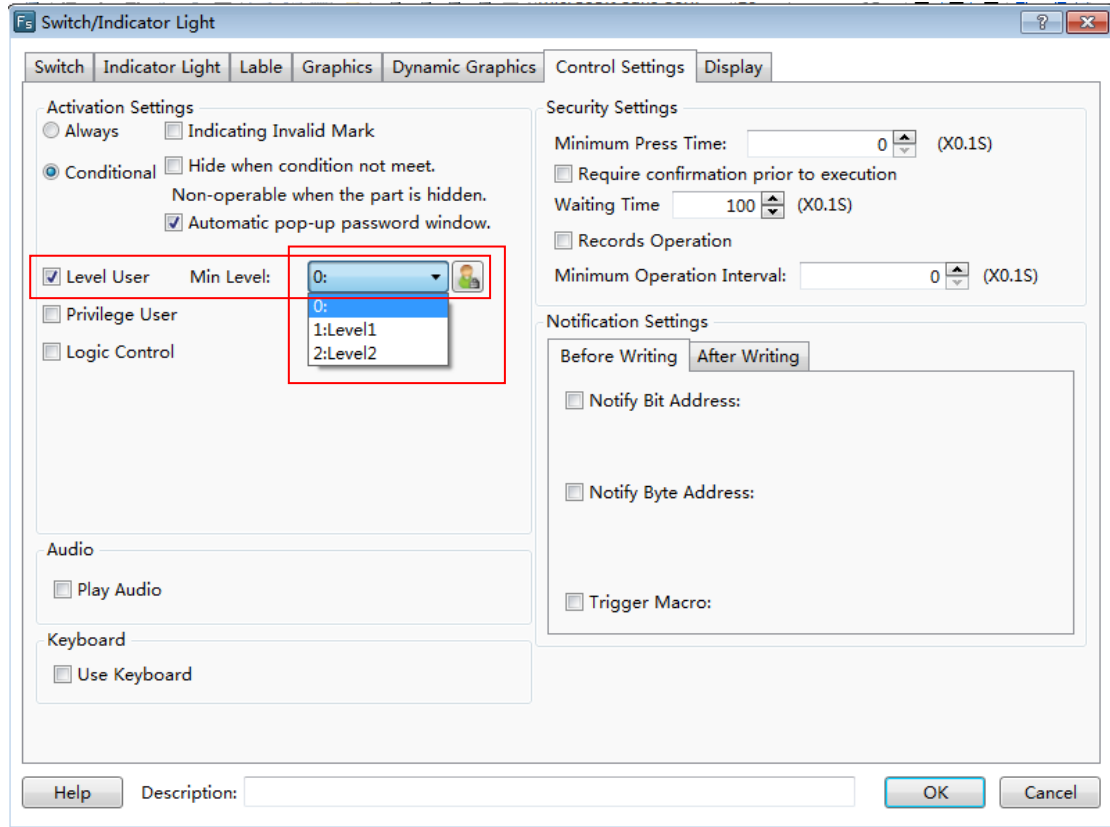 Fs Switch/Indicator Light
?
Switch Indicator Light Lable Graphics Dynamic Graphics Control Settings Display
Activation Settings
Always Indicating Invalid Mark
Conditional Hide when condition not meet.
Non-operable when the part is hidden.
Automatic pop-up password window.
Level User Min Level: 0:
0:
1:Level1
2:Level2
Privilege User
Logic Control
Audio
Play Audio
Keyboard
Use Keyboard
Security Settings
Minimum Press Time: 0 (X0.1S)
Require confirmation prior to execution
Waiting Time 100 (X0.1S)
Records Operation
Minimum Operation Interval: 0 (X0.1S)
Notification Settings
Before Writing After Writing
Notify Bit Address:
Notify Byte Address:
Trigger Macro:
Help Description: OK Cancel